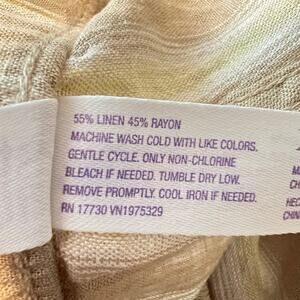 55% LINEN 45% RAYON
MACHINE WASH COLD WITH LIKE COLORS.
GENTLE CYCLE. ONLY NON-CHLORINE
BLEACH IF NEEDED. TUMBLE DRY LOW.
REMOVE PROMPTLY. COOL IRON IF NEEDED.
RN 17730 VN1975329